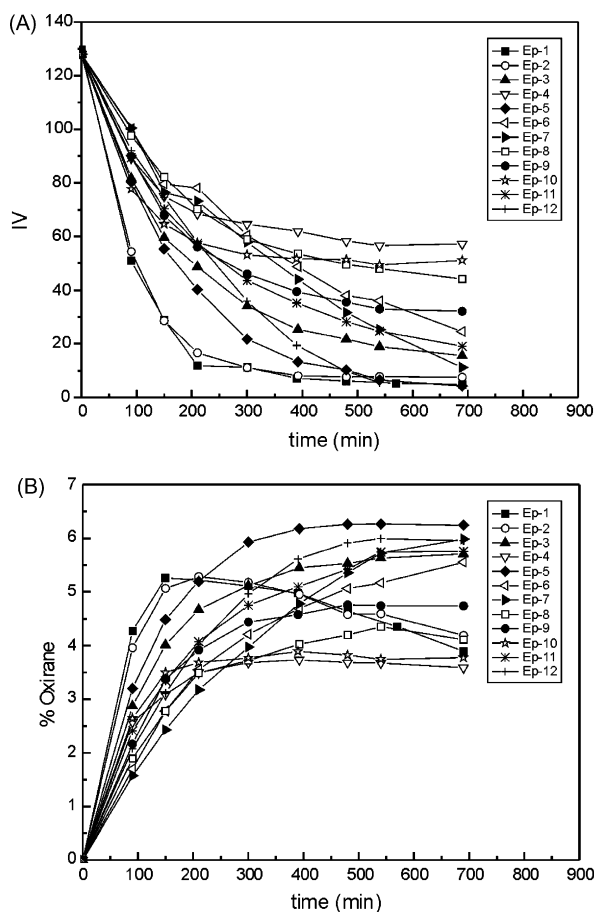 (A)
140
120
100
80
60
40
20
0
IV
0 100 200 300 400 500 600 700 800 900
time (min)
Ep-1
Ep-2
Ep-3
Ep-4
Ep-5
Ep-6
Ep-7
Ep-8
Ep-9
Ep-10
Ep-11
Ep-12
(B)
7
6
5
4
3
2
1
0
% Oxirane
0 100 200 300 400 500 600 700 800 900
time (min)
Ep-1
Ep-2
Ep-3
Ep-4
Ep-5
Ep-6
Ep-7
Ep-8
Ep-9
Ep-10
Ep-11
Ep-12